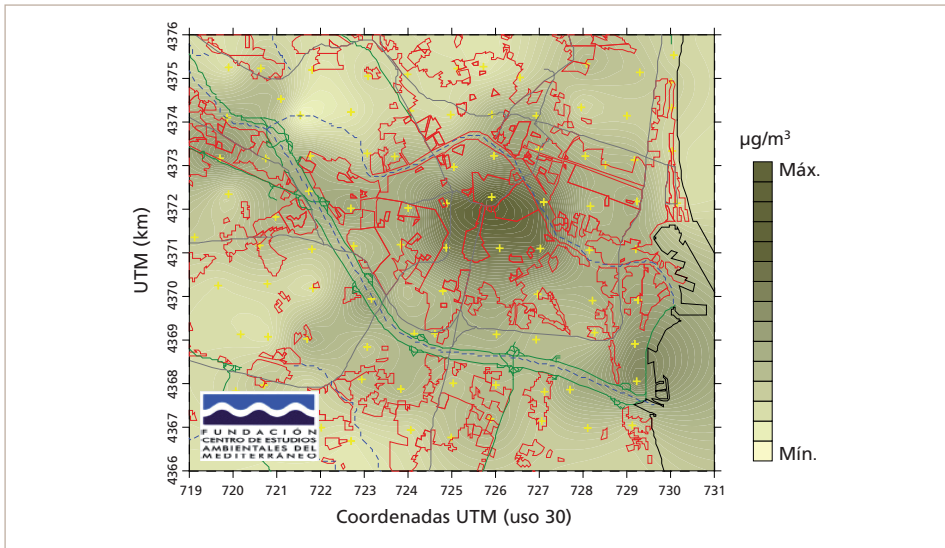 4376
4375
4374
4373
4372
4371
4370
4369
4368
4367
4366
UTM (km)
719 720 721 722 723 724 725 726 727 728 729 730 731
Coordenadas UTM (uso 30)
µg/m³
Máx.
Mín.
FUNDACIÓN
CENTRO DE ESTUDIOS
AMBIENTALES DEL
MEDITERRÁNEO